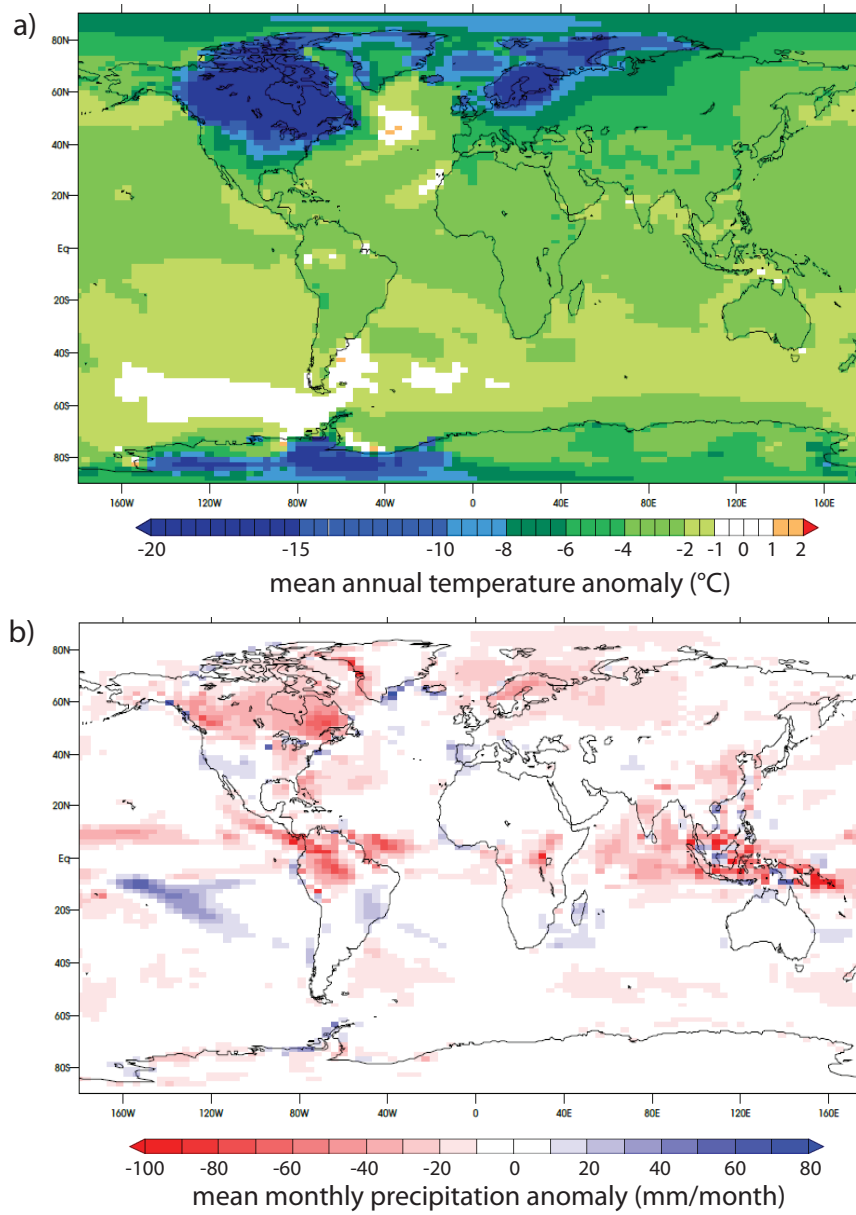 a)
80N
60N
40N
20N
Eq
20S
40S
60S
80S
160W 120W 80W 40W 0 40E 80E 120E 160E
-20 -15 -10 -8 -6 -4 -2 -1 0 1 2
mean annual temperature anomaly (°C)
b)
80N
60N
40N
20N
Eq
20S
40S
60S
80S
160W 120W 80W 40W 0 40E 80E 120E 160E
-100 -80 -60 -40 -20 0 20 40 60 80
mean monthly precipitation anomaly (mm/month)